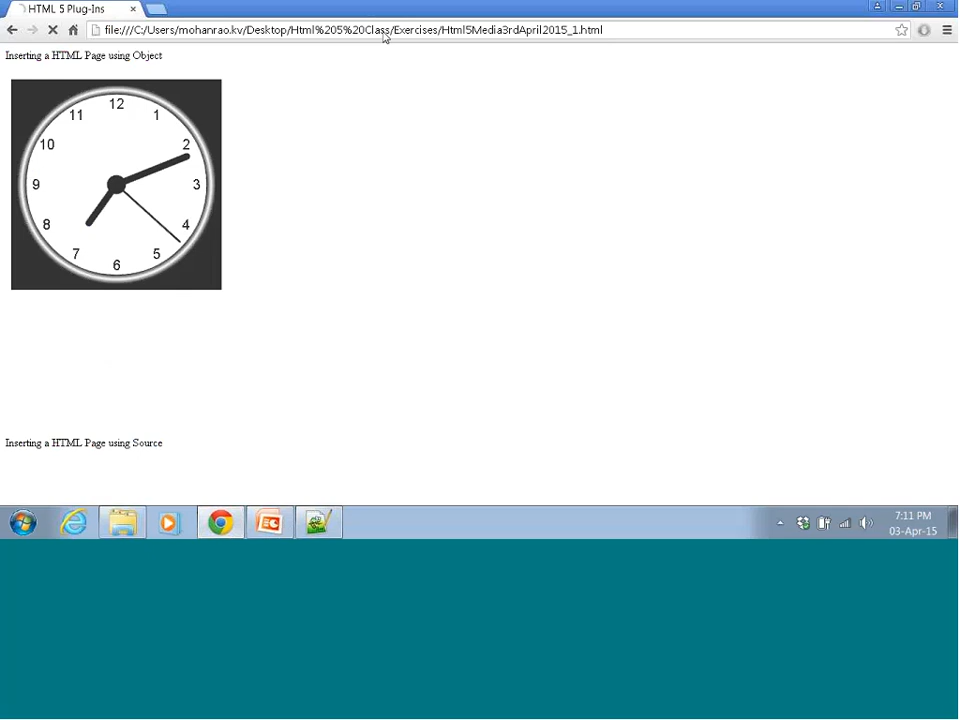 HTML 5 Plug-Ins
file:///C:/Users/mohanrao.kv/Desktop/Html%205%20Class/Exercises/Html5Media3rdApril2015_1.html
Inserting a HTML Page using Object
12
11 1
10 2
9 3
8 4
7 5
6
Inserting a HTML Page using Source
7:11 PM
03-Apr-15